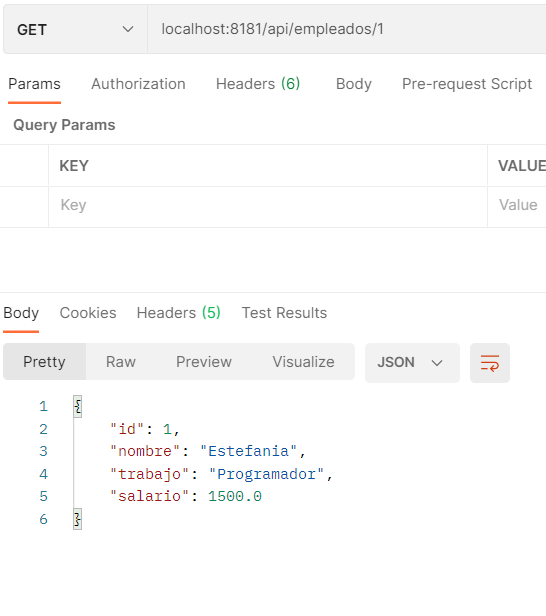 GET localhost:8181/api/empleados/1
Params Authorization Headers (6) Body Pre-request Script
Query Params
KEY VALUE
Key Value
Body Cookies Headers (5) Test Results
Pretty Raw Preview Visualize JSON
1 {
2 "id": 1,
3 "nombre": "Estefania",
4 "trabajo": "Programador",
5 "salario": 1500.0
6 }